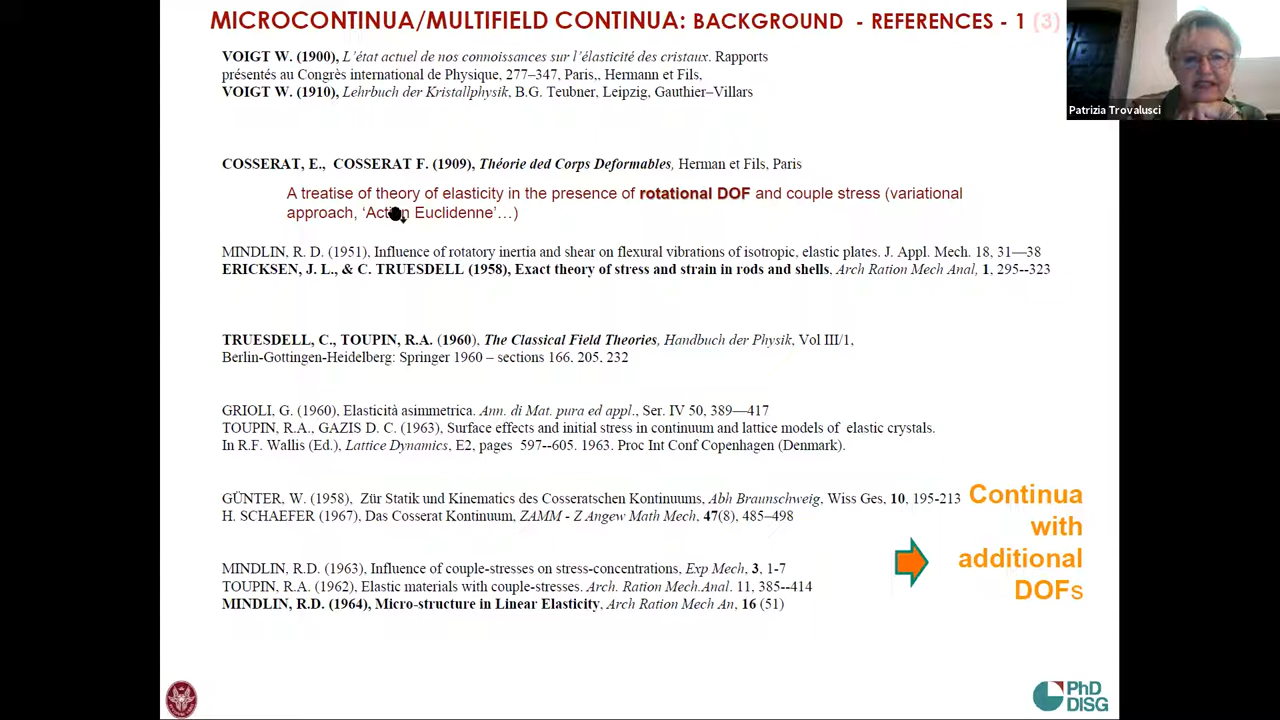 MICROCONTINUA/MULTIFIELD CONTINUA: BACKGROUND - REFERENCES - 1 (3)
VOIGT W. (1900), L'état actuel de nos connoissances sur l'élasticité des cristaux. Rapports
présentés au Congrès international de Physique, 277–347, Paris,, Hermann et Fils,
VOIGT W. (1910), Lehrbuch der Kristallphysik, B.G. Teubner, Leipzig, Gauthier–Villars
Patrizia Trovalusci
COSSERAT, E., COSSERAT F. (1909), Théorie ded Corps Deformables, Herman et Fils, Paris
A treatise of theory of elasticity in the presence of rotational DOF and couple stress (variational
approach, 'Action Euclidenne'…)
MINDLIN, R. D. (1951), Influence of rotatory inertia and shear on flexural vibrations of isotropic, elastic plates. J. Appl. Mech. 18, 31—38
ERICKSEN, J. L., & C. TRUESDELL (1958), Exact theory of stress and strain in rods and shells, Arch Ration Mech Anal, 1, 295--323
TRUESDELL, C., TOUPIN, R.A. (1960), The Classical Field Theories, Handbuch der Physik, Vol III/1,
Berlin-Gottingen-Heidelberg: Springer 1960 – sections 166. 205. 232
GRIOLI, G. (1960), Elasticità asimmetrica. Ann. di Mat. pura ed appl., Ser. IV 50, 389—417
TOUPIN, R.A., GAZIS D. C. (1963), Surface effects and initial stress in continuum and lattice models of elastic crystals.
In R.F. Wallis (Ed.), Lattice Dynamics, E2, pages 597--605. 1963. Proc Int Conf Copenhagen (Denmark).
GÜNTER, W. (1958), Zür Statik und Kinematics des Cosseratschen Kontinuums, Abh Braunschweig, Wiss Ges, 10, 195-213
H. SCHAEFER (1967), Das Cosserat Kontinuum, ZAMM - Z Angew Math Mech, 47(8), 485–498
Continua
with
additional
DOFs
MINDLIN, R.D. (1963), Influence of couple-stresses on stress-concentrations, Exp Mech, 3, 1-7
TOUPIN, R.A. (1962), Elastic materials with couple-stresses. Arch. Ration Mech.Anal. 11, 385--414
MINDLIN, R.D. (1964), Micro-structure in Linear Elasticity, Arch Ration Mech An, 16 (51)
PhD
DISG